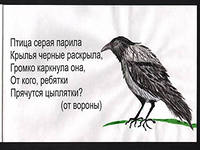 Птица серая парила
Крылья черные раскрыла,
Громко каркнула она,
От кого, ребятки
Прячутся цыплятки?
(от вороны)